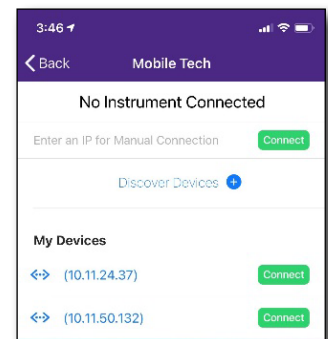 3:46
Back Mobile Tech
No Instrument Connected
Enter an IP for Manual Connection Connect
Discover Devices
My Devices
(10.11.24.37) Connect
(10.11.50.132) Connect